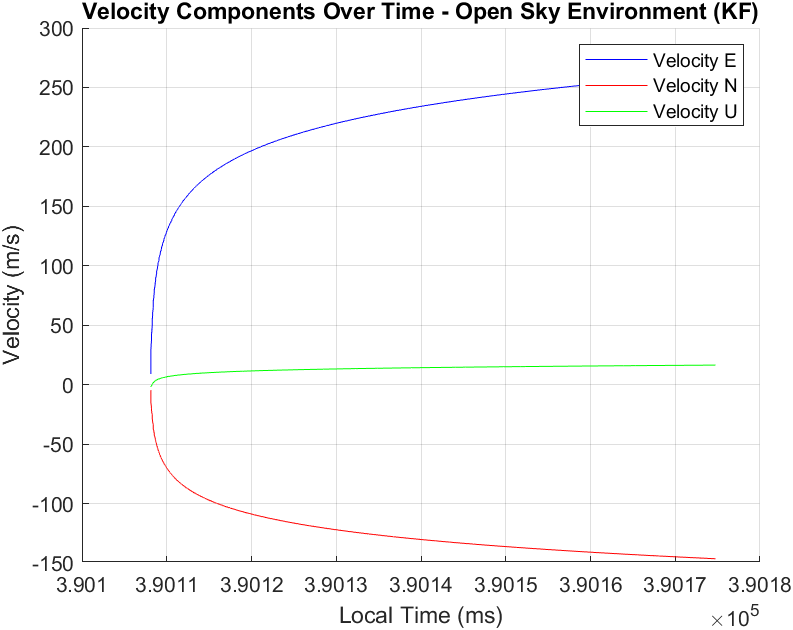 Velocity Components Over Time - Open Sky Environment (KF)
300
250
200
150
100
50
0
-50
-100
-150
Velocity (m/s)
Velocity E
Velocity N
Velocity U
3.901 3.9011 3.9012 3.9013 3.9014 3.9015 3.9016 3.9017 3.9018
Local Time (ms)
×10⁵